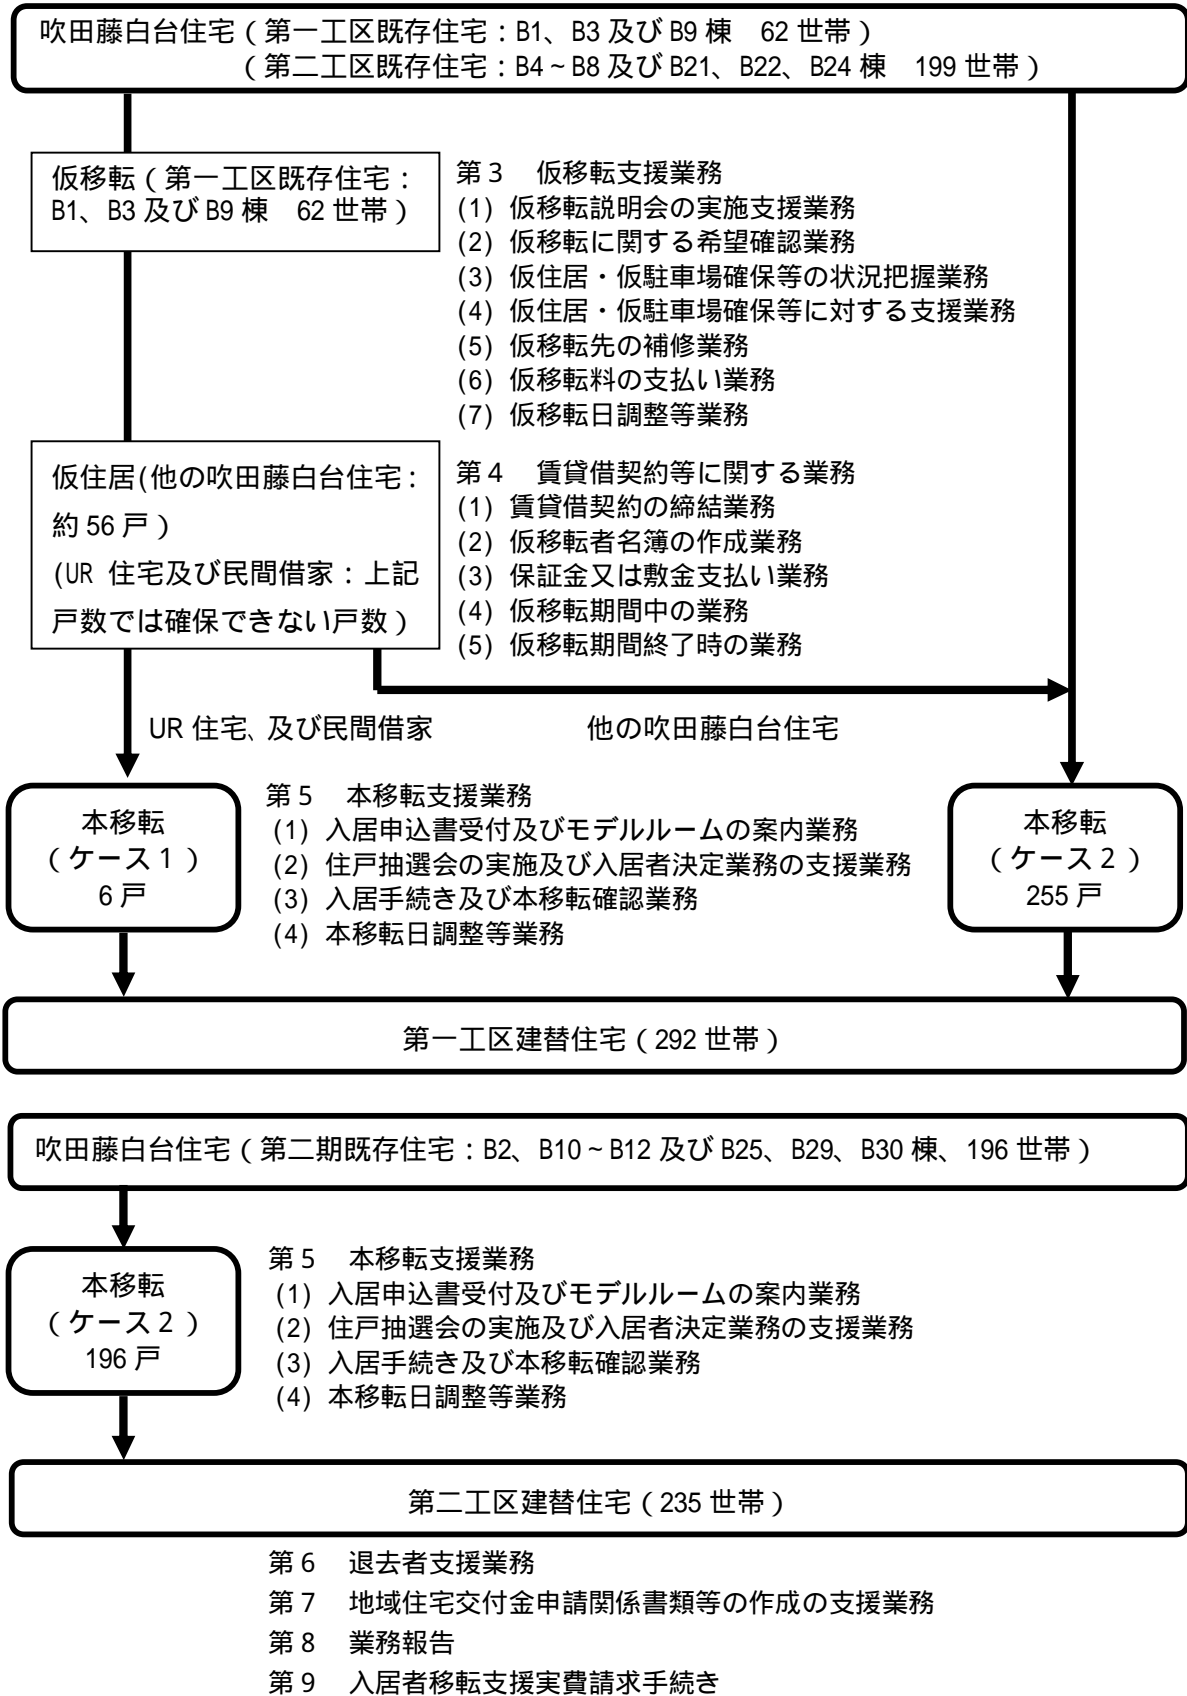 吹田藤白台住宅（第一工区既存住宅：B1、B3 及び B9 棟　62 世帯）
（第二工区既存住宅：B4～B8 及び B21、B22、B24 棟　199 世帯）
仮移転（第一工区既存住宅：
B1、B3 及び B9 棟　62 世帯）
第３　仮移転支援業務
(1) 仮移転説明会の実施支援業務
(2) 仮移転に関する希望確認業務
(3) 仮住居・仮駐車場確保等の状況把握業務
(4) 仮住居・仮駐車場確保等に対する支援業務
(5) 仮移転先の補修業務
(6) 仮移転料の支払い業務
(7) 仮移転日調整等業務
仮住居(他の吹田藤白台住宅：
約 56 戸）
(UR 住宅及び民間借家：上記
戸数では確保できない戸数）
第４　賃貸借契約等に関する業務
(1) 賃貸借契約の締結業務
(2) 仮移転者名簿の作成業務
(3) 保証金又は敷金支払い業務
(4) 仮移転期間中の業務
(5) 仮移転期間終了時の業務
UR 住宅、及び民間借家
他の吹田藤白台住宅
本移転
（ケース１）
6 戸
第５　本移転支援業務
(1) 入居申込書受付及びモデルルームの案内業務
(2) 住戸抽選会の実施及び入居者決定業務の支援業務
(3) 入居手続き及び本移転確認業務
(4) 本移転日調整等業務
本移転
（ケース２）
255 戸
第一工区建替住宅（292 世帯）
吹田藤白台住宅（第二期既存住宅：B2、B10～B12 及び B25、B29、B30 棟、196 世帯）
本移転
（ケース２）
196 戸
第５　本移転支援業務
(1) 入居申込書受付及びモデルルームの案内業務
(2) 住戸抽選会の実施及び入居者決定業務の支援業務
(3) 入居手続き及び本移転確認業務
(4) 本移転日調整等業務
第二工区建替住宅（235 世帯）
第６　退去者支援業務
第７　地域住宅交付金申請関係書類等の作成の支援業務
第８　業務報告
第９　入居者移転支援実費請求手続き